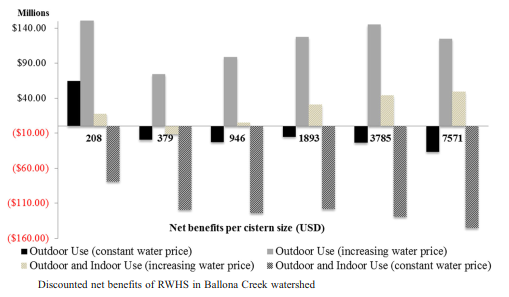 Millions
$140.00
$90.00
$40.00
($10.00)
208 379 946 1893 3785 7571
($60.00)
($110.00)
Net benefits per cistern size (USD)
($160.00)
Outdoor Use (constant water price) Outdoor Use (increasing water price)
Outdoor and Indoor Use (increasing water price) Outdoor and Indoor Use (constant water price)
Discounted net benefits of RWHS in Ballona Creek watershed